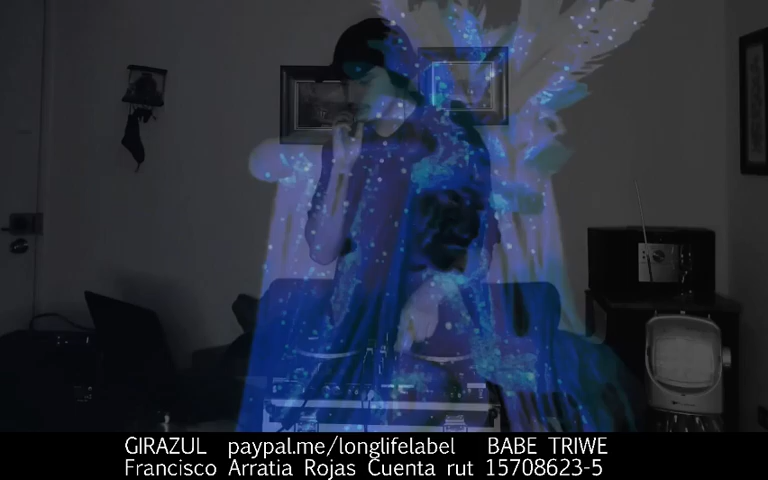 GIRAZUL paypal.me/longlifelabel BABE TRIWE
Francisco Arratia Rojas Cuenta rut 15708623-5